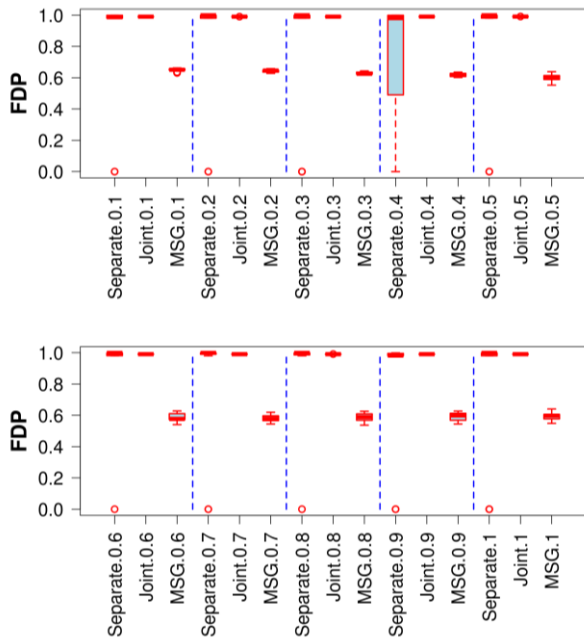 FDP
1.0
0.8
0.6
0.4
0.2
0.0
Separate.0.1
Joint.0.1
MSG.0.1
Separate.0.2
Joint.0.2
MSG.0.2
Separate.0.3
Joint.0.3
MSG.0.3
Separate.0.4
Joint.0.4
MSG.0.4
Separate.0.5
Joint.0.5
MSG.0.5
FDP
1.0
0.8
0.6
0.4
0.2
0.0
Separate.0.6
Joint.0.6
MSG.0.6
Separate.0.7
Joint.0.7
MSG.0.7
Separate.0.8
Joint.0.8
MSG.0.8
Separate.0.9
Joint.0.9
MSG.0.9
Separate.1
Joint.1
MSG.1